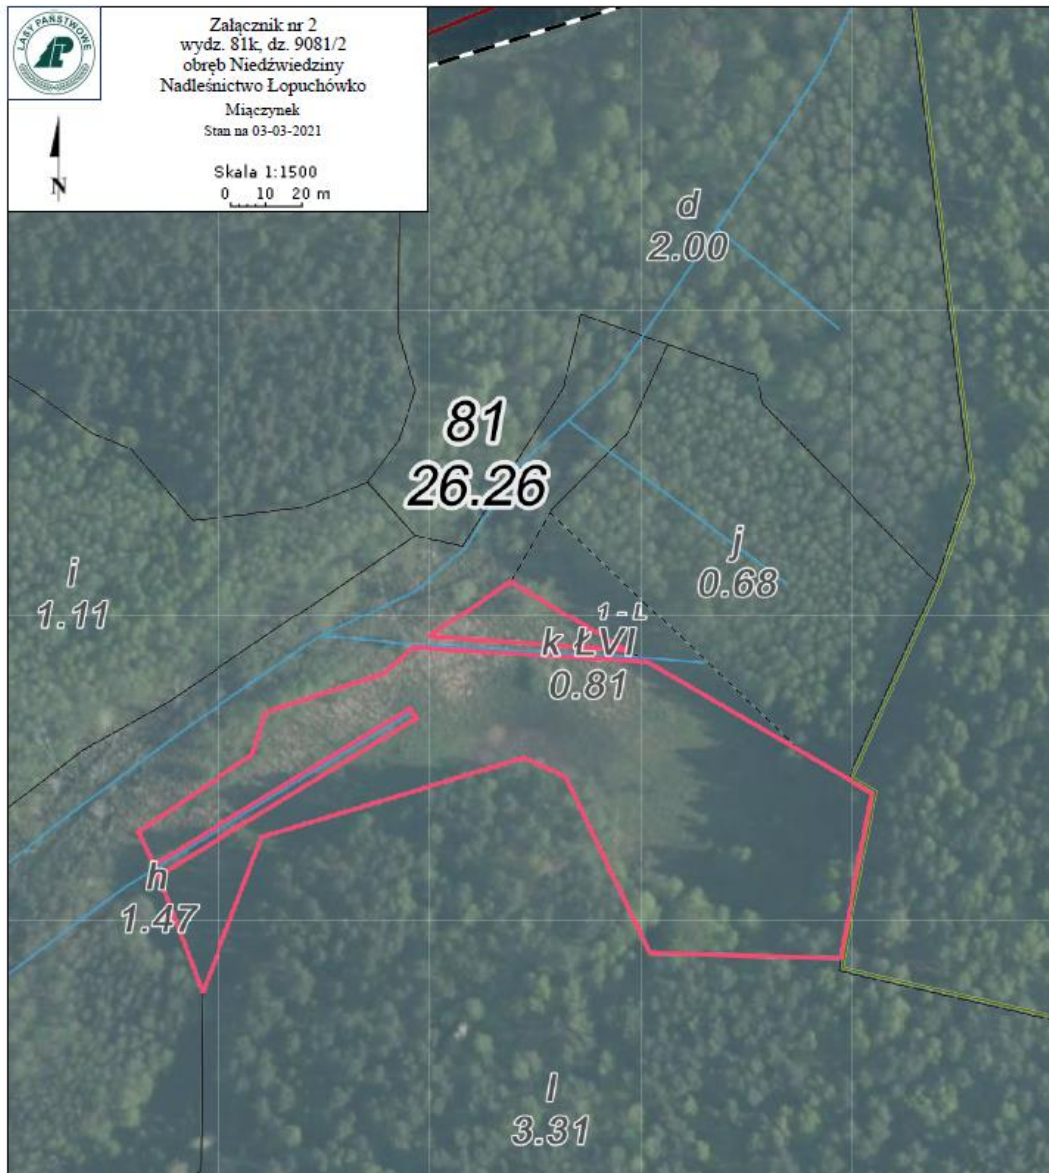 LASY PAŃSTWOWE
Załącznik nr 2
wydz. 81k, dz. 9081/2
obręb Niedźwiedziny
Nadleśnictwo Łopuchówko
Miączynek
Stan na 03-03-2021
N
Skala 1:1500
0 10 20 m
d
2.00
81
26.26
i
1.11
j
0.68
1 - L
k ŁVI
0.81
h
1.47
l
3.31